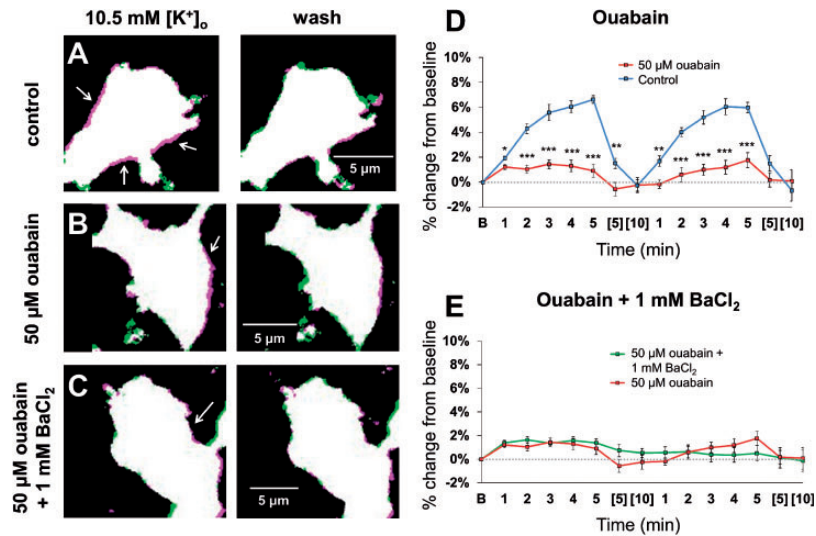 10.5 mM [K⁺]ₒ
wash
control
A
5 µm
50 µM ouabain
B
5 µm
50 µM ouabain
+ 1 mM BaCl₂
C
5 µm
D
Ouabain
% change from baseline
10%
8%
6%
4%
2%
0%
-2%
50 µM ouabain
Control
* *** *** *** *** ** ** *** *** *** ***
B 1 2 3 4 5 [5] [10] 1 2 3 4 5 [5] [10]
Time (min)
E
Ouabain + 1 mM BaCl₂
% change from baseline
10%
8%
6%
4%
2%
0%
-2%
50 µM ouabain +
1 mM BaCl₂
50 µM ouabain
B 1 2 3 4 5 [5] [10] 1 2 3 4 5 [5] [10]
Time (min)